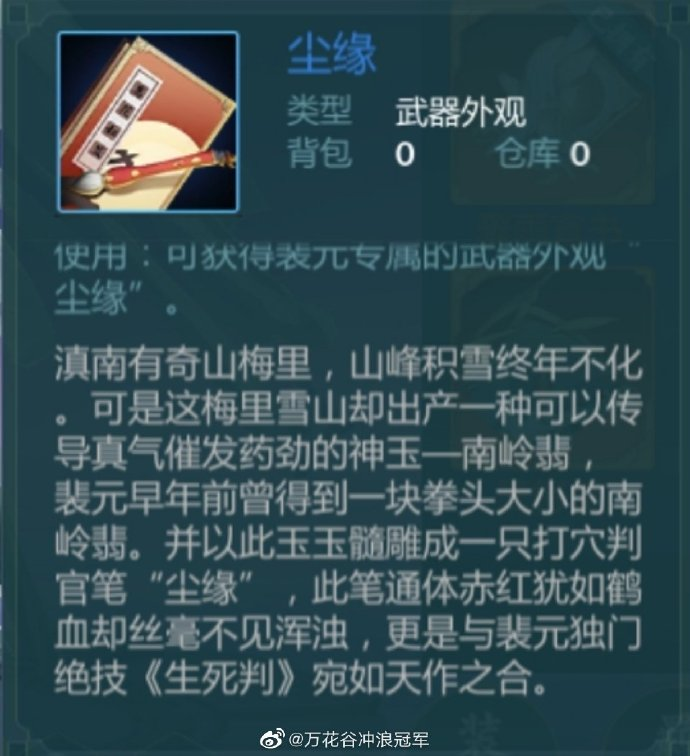 尘缘
类型 武器外观
背包 0 仓库 0
使用：可获得裴元专属的武器外观“
尘缘”。
滇南有奇山梅里，山峰积雪终年不化
。可是这梅里雪山却出产一种可以传
导真气催发药劲的神玉—南岭翡，
裴元早年前曾得到一块拳头大小的南
岭翡。并以此玉玉髓雕成一只打穴判
官笔“尘缘”，此笔通体赤红犹如鹤
血却丝毫不见浑浊，更是与裴元独门
绝技《生死判》宛如天作之合。
@万花谷冲浪冠军